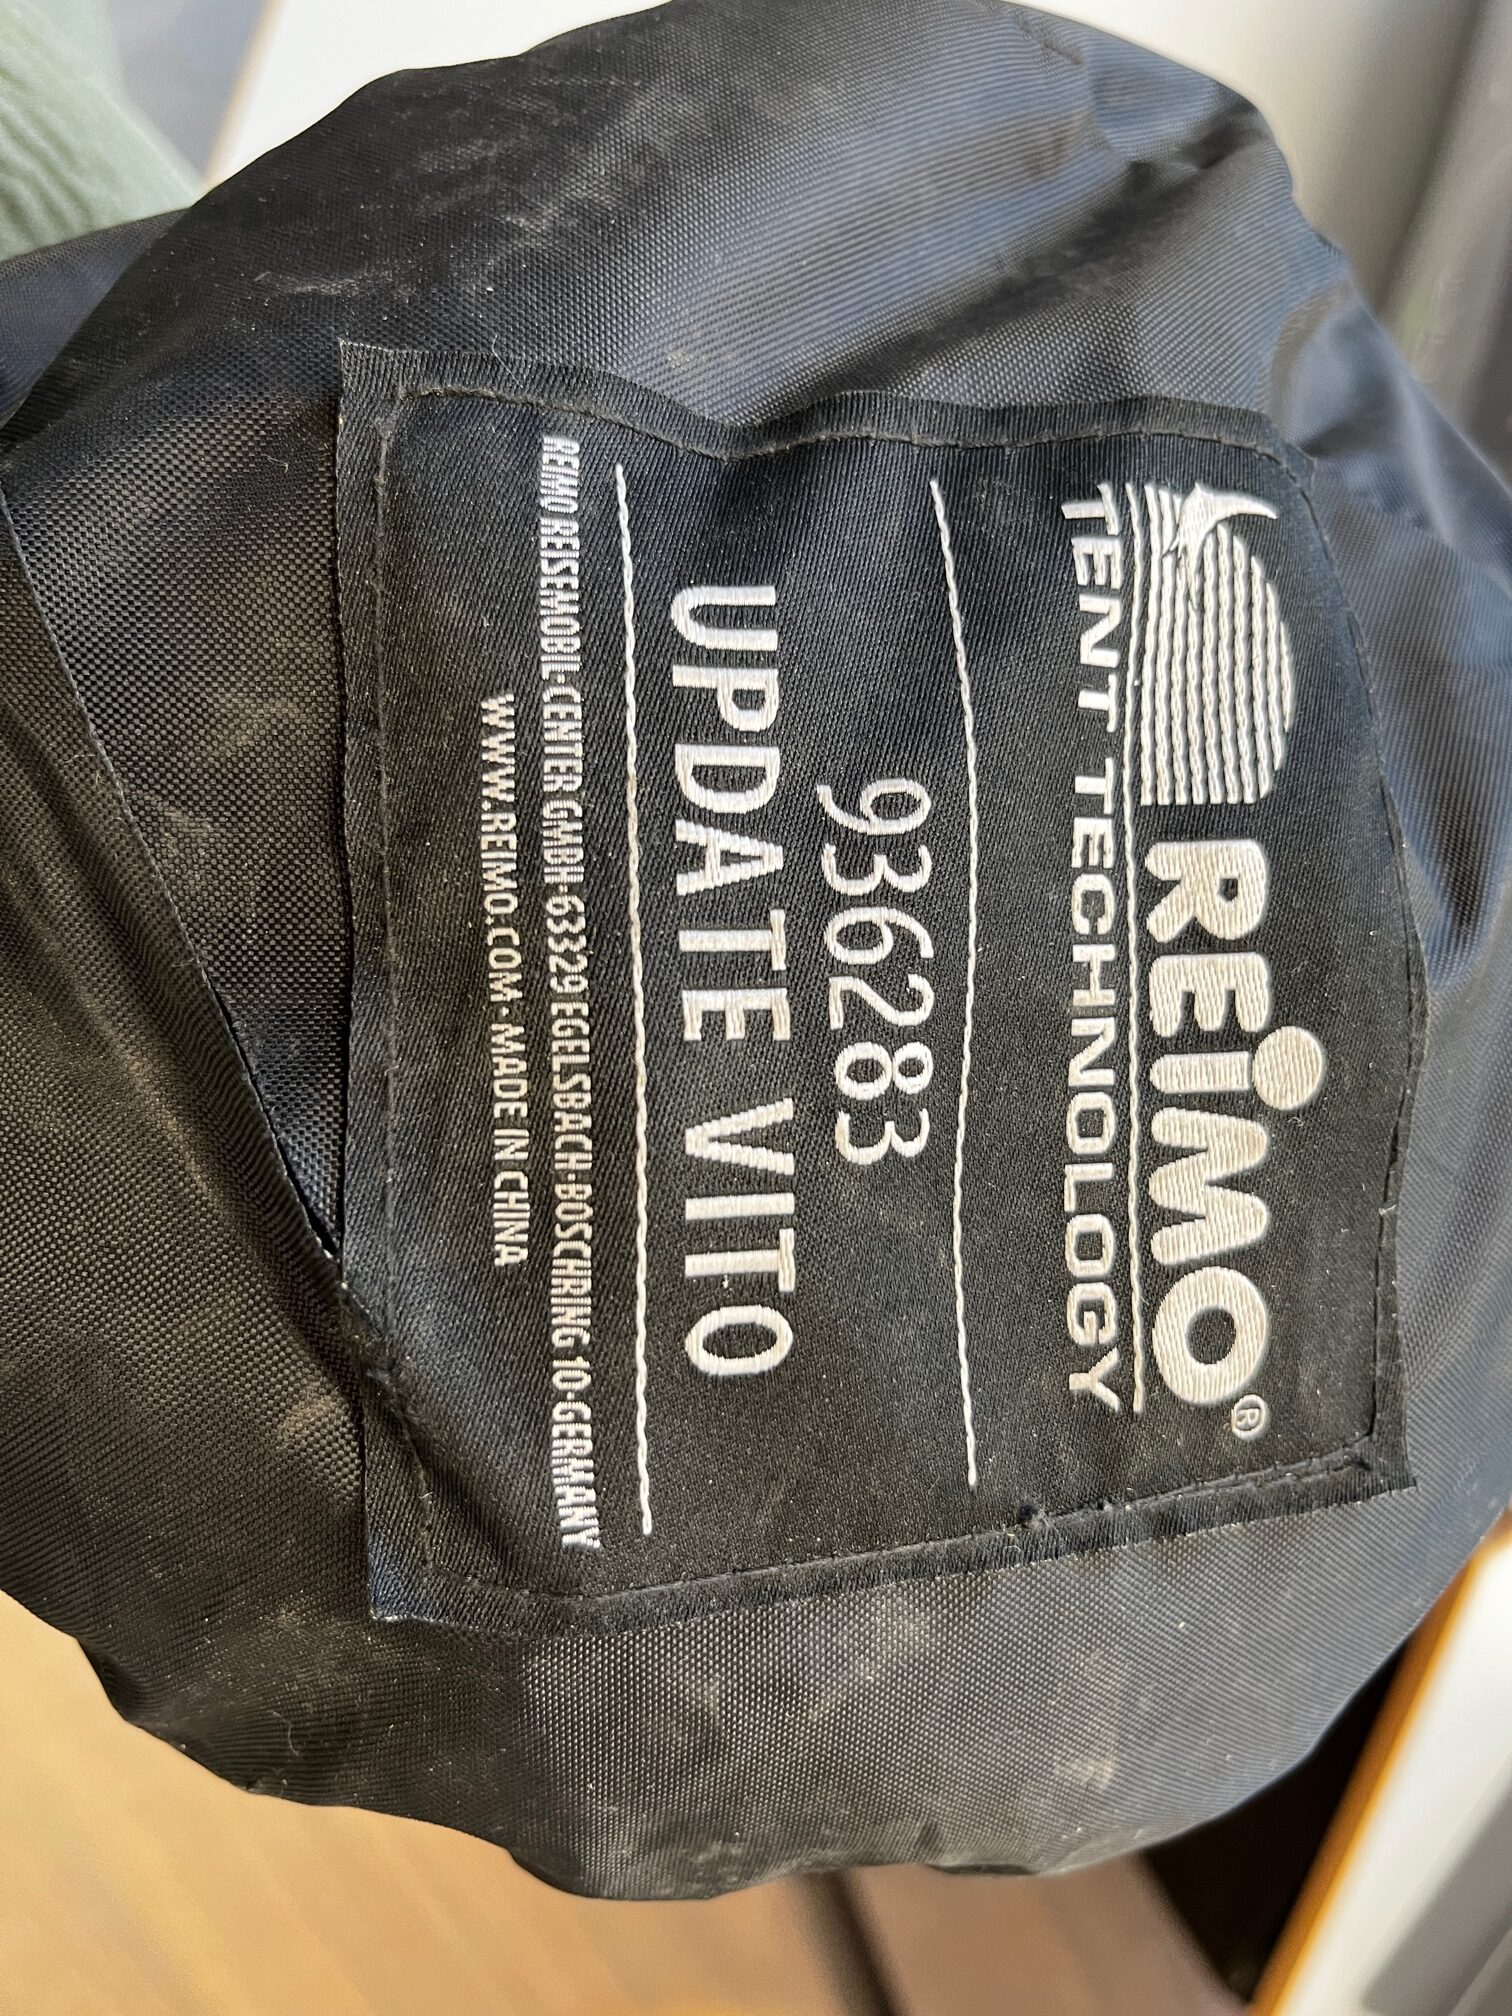 REIMO®
TENT TECHNOLOGY
936283
UPDATE VITO
REIMO REISEMOBIL-CENTER GMBH·63329 EGELSBACH·BOSCHRING 10·GERMANY
WWW.REIMO.COM·MADE IN CHINA